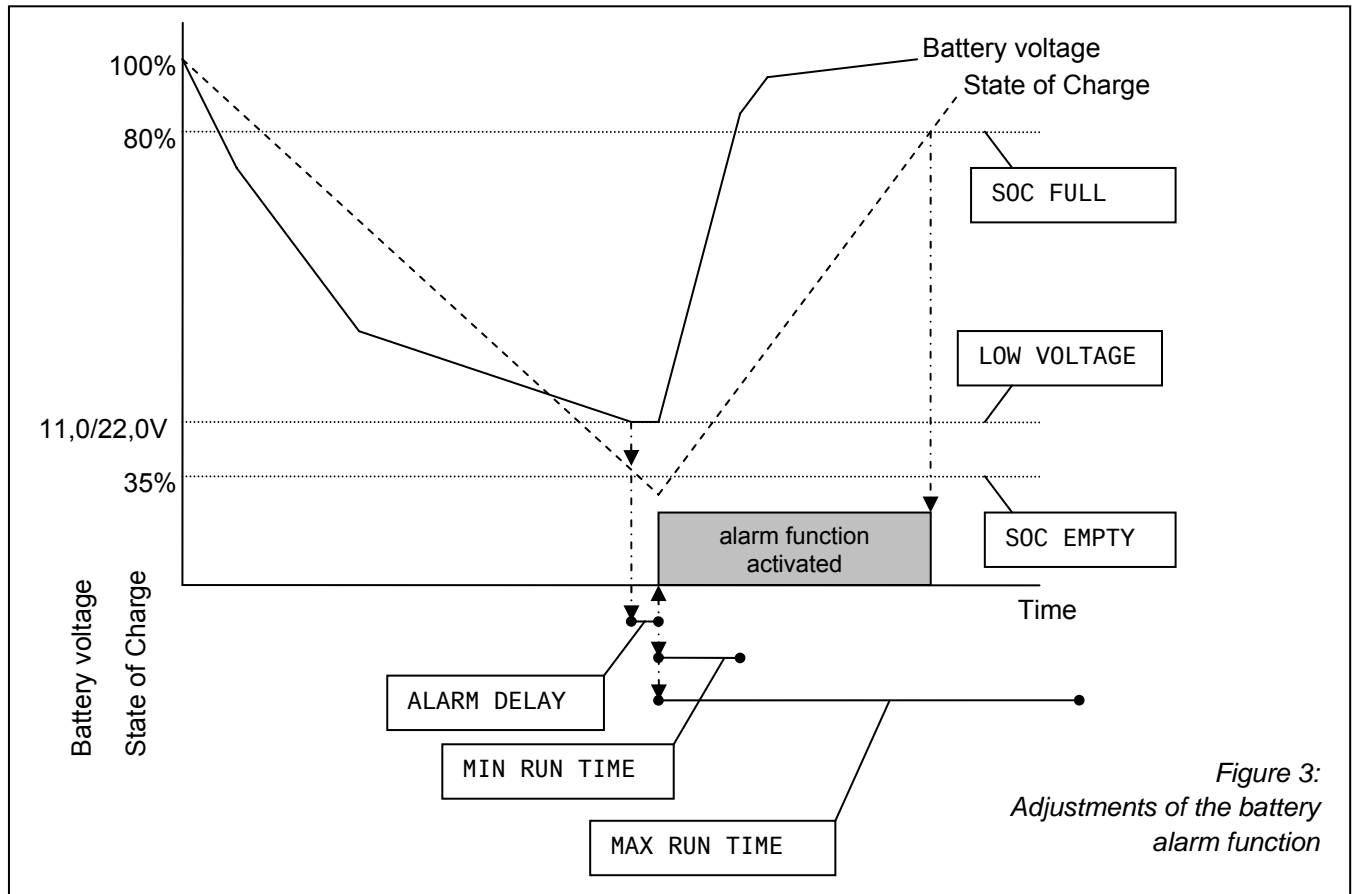 Battery voltage
State of Charge
100%
80%
SOC FULL
LOW VOLTAGE
11,0/22,0V
35%
SOC EMPTY
alarm function
activated
Time
Battery voltage
State of Charge
ALARM DELAY
MIN RUN TIME
MAX RUN TIME
Figure 3:
Adjustments of the battery
alarm function